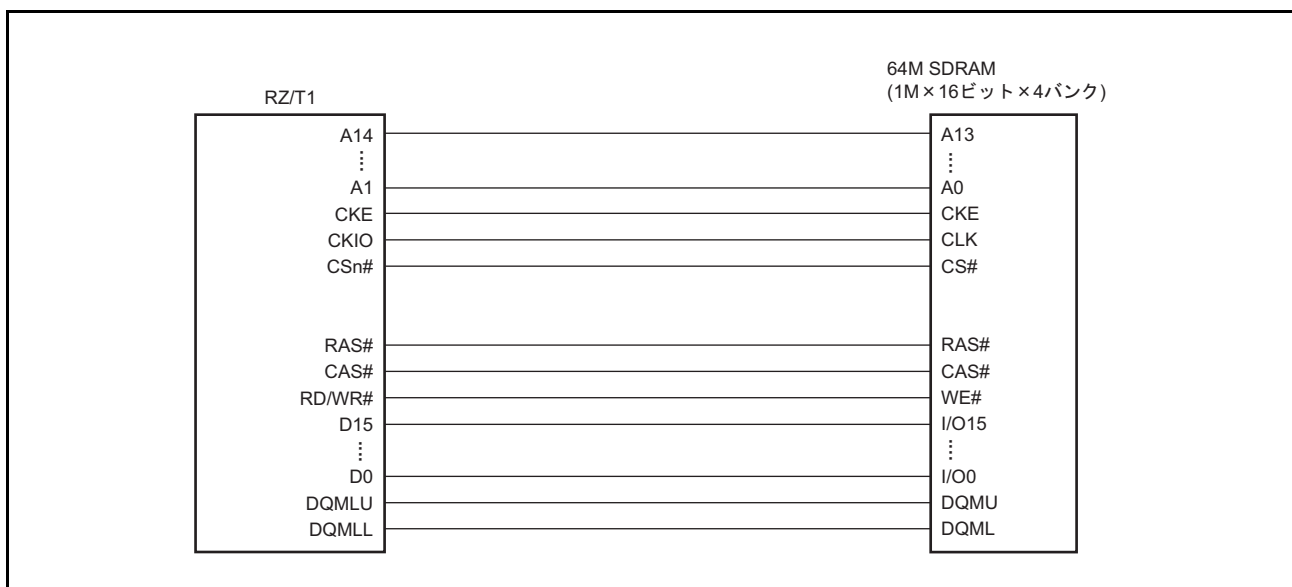 RZ/T1
64M SDRAM
(1M×16ビット×4バンク)
A14 A13
A1 A0
CKE CKE
CKIO CLK
CSn# CS#
RAS# RAS#
CAS# CAS#
RD/WR# WE#
D15 I/O15
D0 I/O0
DQMLU DQMU
DQMLL DQML